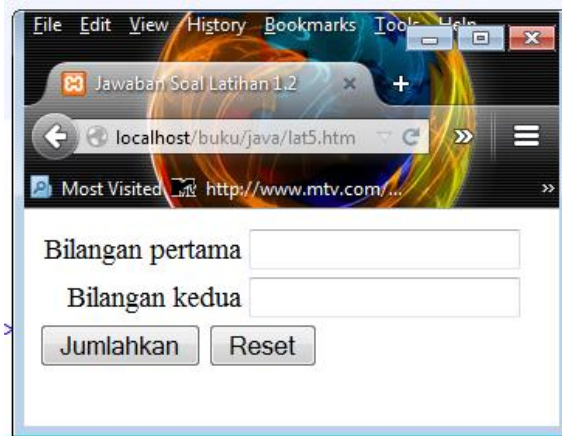 File Edit View History Bookmarks Tools Help
Jawaban Soal Latihan 1.2 × +
localhost/buku/java/lat5.htm
Most Visited http://www.mtv.com/... »
Bilangan pertama
Bilangan kedua
Jumlahkan Reset